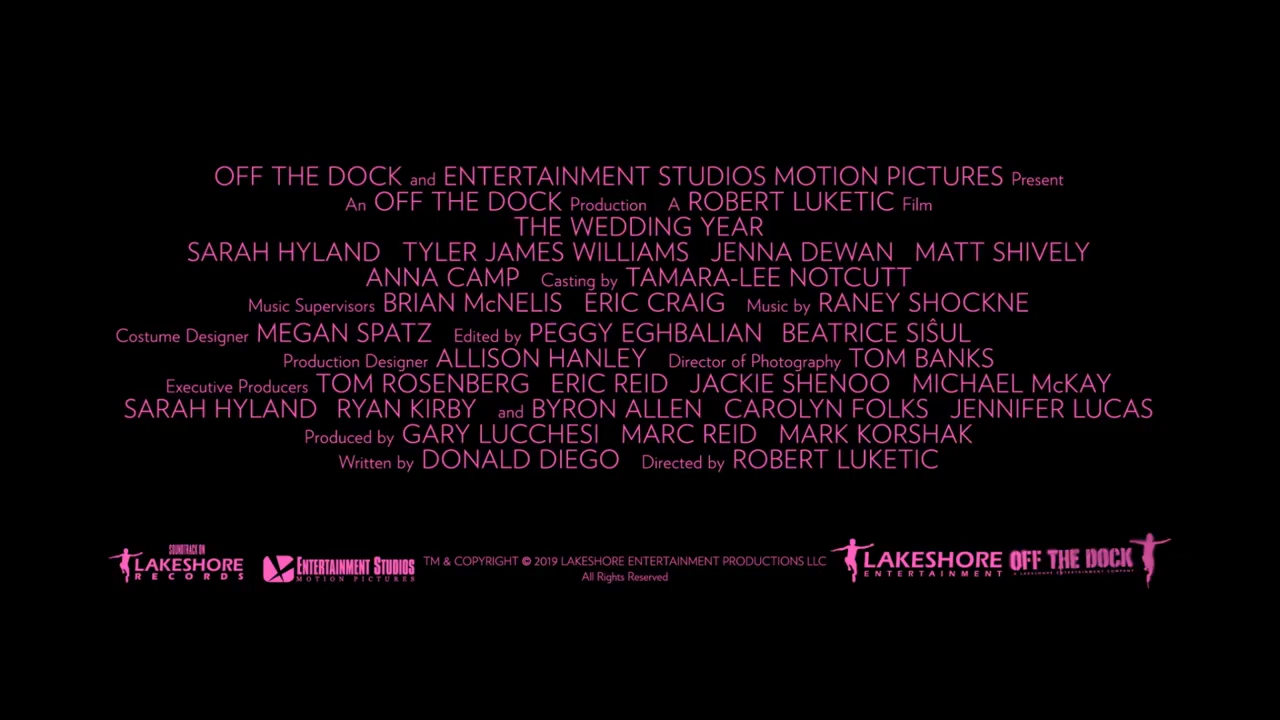 OFF THE DOCK and ENTERTAINMENT STUDIOS MOTION PICTURES Present
An OFF THE DOCK Production A ROBERT LUKETIC Film
THE WEDDING YEAR
SARAH HYLAND TYLER JAMES WILLIAMS JENNA DEWAN MATT SHIVELY
ANNA CAMP Casting by TAMARA-LEE NOTCUTT
Music Supervisors BRIAN McNELIS ERIC CRAIG Music by RANEY SHOCKNE
Costume Designer MEGAN SPATZ Edited by PEGGY EGHBALIAN BEATRICE SIŜUL
Production Designer ALLISON HANLEY Director of Photography TOM BANKS
Executive Producers TOM ROSENBERG ERIC REID JACKIE SHENOO MICHAEL McKAY
SARAH HYLAND RYAN KIRBY and BYRON ALLEN CAROLYN FOLKS JENNIFER LUCAS
Produced by GARY LUCCHESI MARC REID MARK KORSHAK
Written by DONALD DIEGO Directed by ROBERT LUKETIC
SOUNDTRACK ON
LAKESHORE
RECORDS
ENTERTAINMENT STUDIOS
MOTION PICTURES
TM & COPYRIGHT © 2019 LAKESHORE ENTERTAINMENT PRODUCTIONS LLC
All Rights Reserved
LAKESHORE
ENTERTAINMENT
OFF THE DOCK
A LAKESHORE ENTERTAINMENT COMPANY